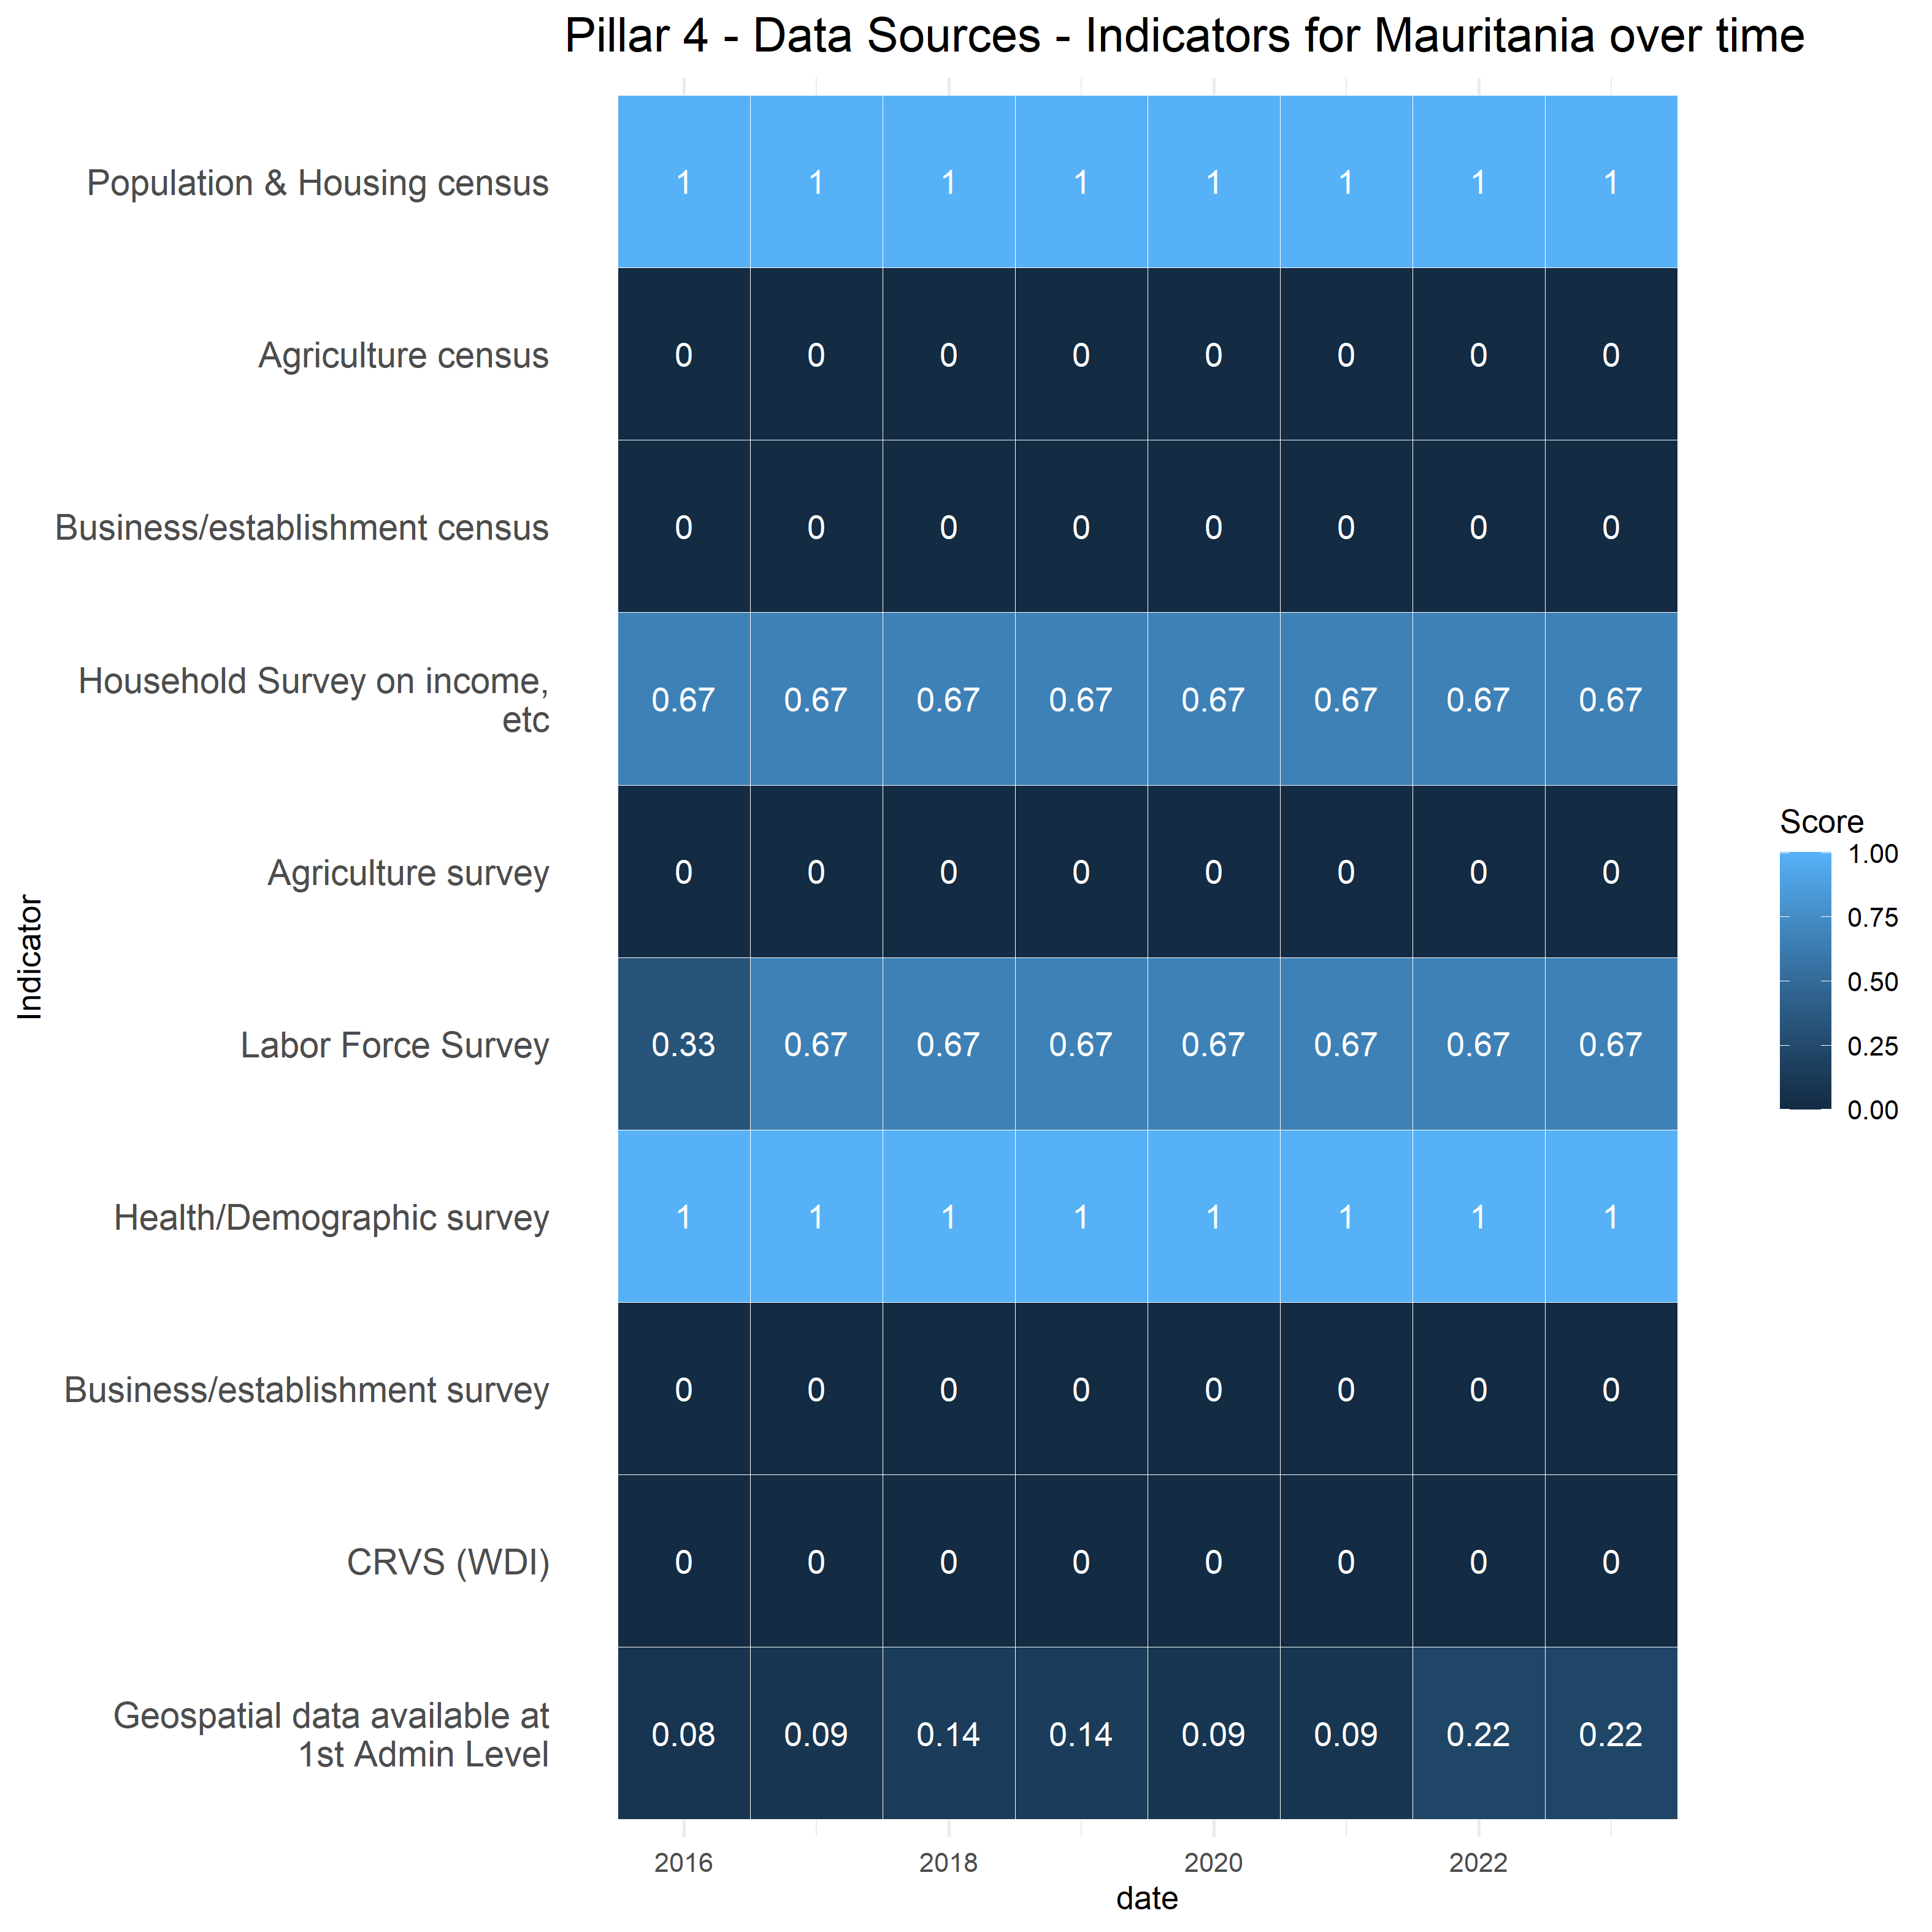 Pillar 4 - Data Sources - Indicators for Mauritania over time
Population & Housing census
1 1 1 1 1 1 1 1
Agriculture census
0 0 0 0 0 0 0 0
Business/establishment census
0 0 0 0 0 0 0 0
Household Survey on income,
etc
0.67 0.67 0.67 0.67 0.67 0.67 0.67 0.67
Agriculture survey
0 0 0 0 0 0 0 0
Labor Force Survey
0.33 0.67 0.67 0.67 0.67 0.67 0.67 0.67
Health/Demographic survey
1 1 1 1 1 1 1 1
Business/establishment survey
0 0 0 0 0 0 0 0
CRVS (WDI)
0 0 0 0 0 0 0 0
Geospatial data available at
1st Admin Level
0.08 0.09 0.14 0.14 0.09 0.09 0.22 0.22
2016 2018 2020 2022
date
Indicator
Score
1.00
0.75
0.50
0.25
0.00